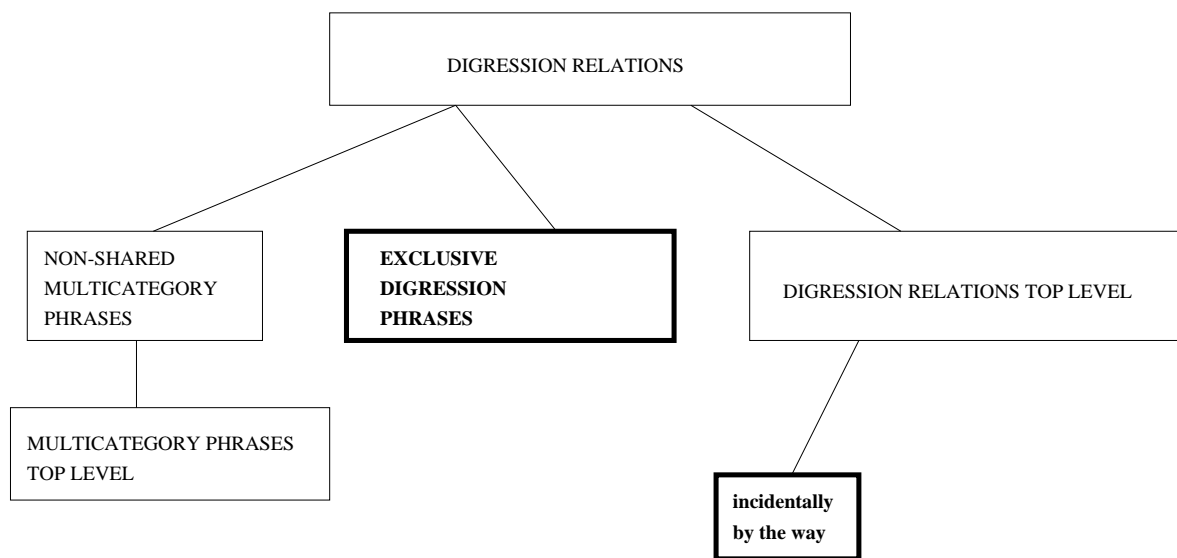 DIGRESSION RELATIONS
NON-SHARED
MULTICATEGORY
PHRASES
EXCLUSIVE
DIGRESSION
PHRASES
DIGRESSION RELATIONS TOP LEVEL
MULTICATEGORY PHRASES
TOP LEVEL
incidentally
by the way